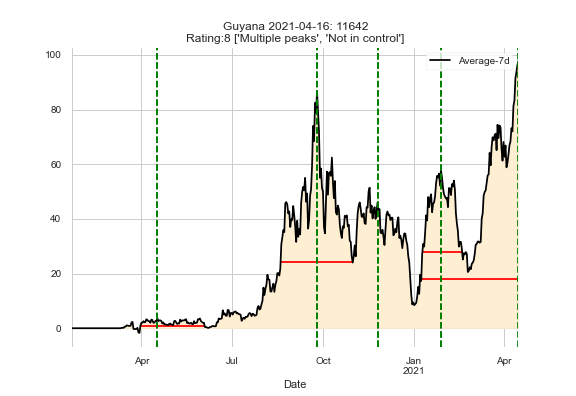 Guyana 2021-04-16: 11642
Rating:8 ['Multiple peaks', 'Not in control']
Average-7d
100
80
60
40
20
0
Apr
Jul
Oct
Jan
2021
Apr
Date